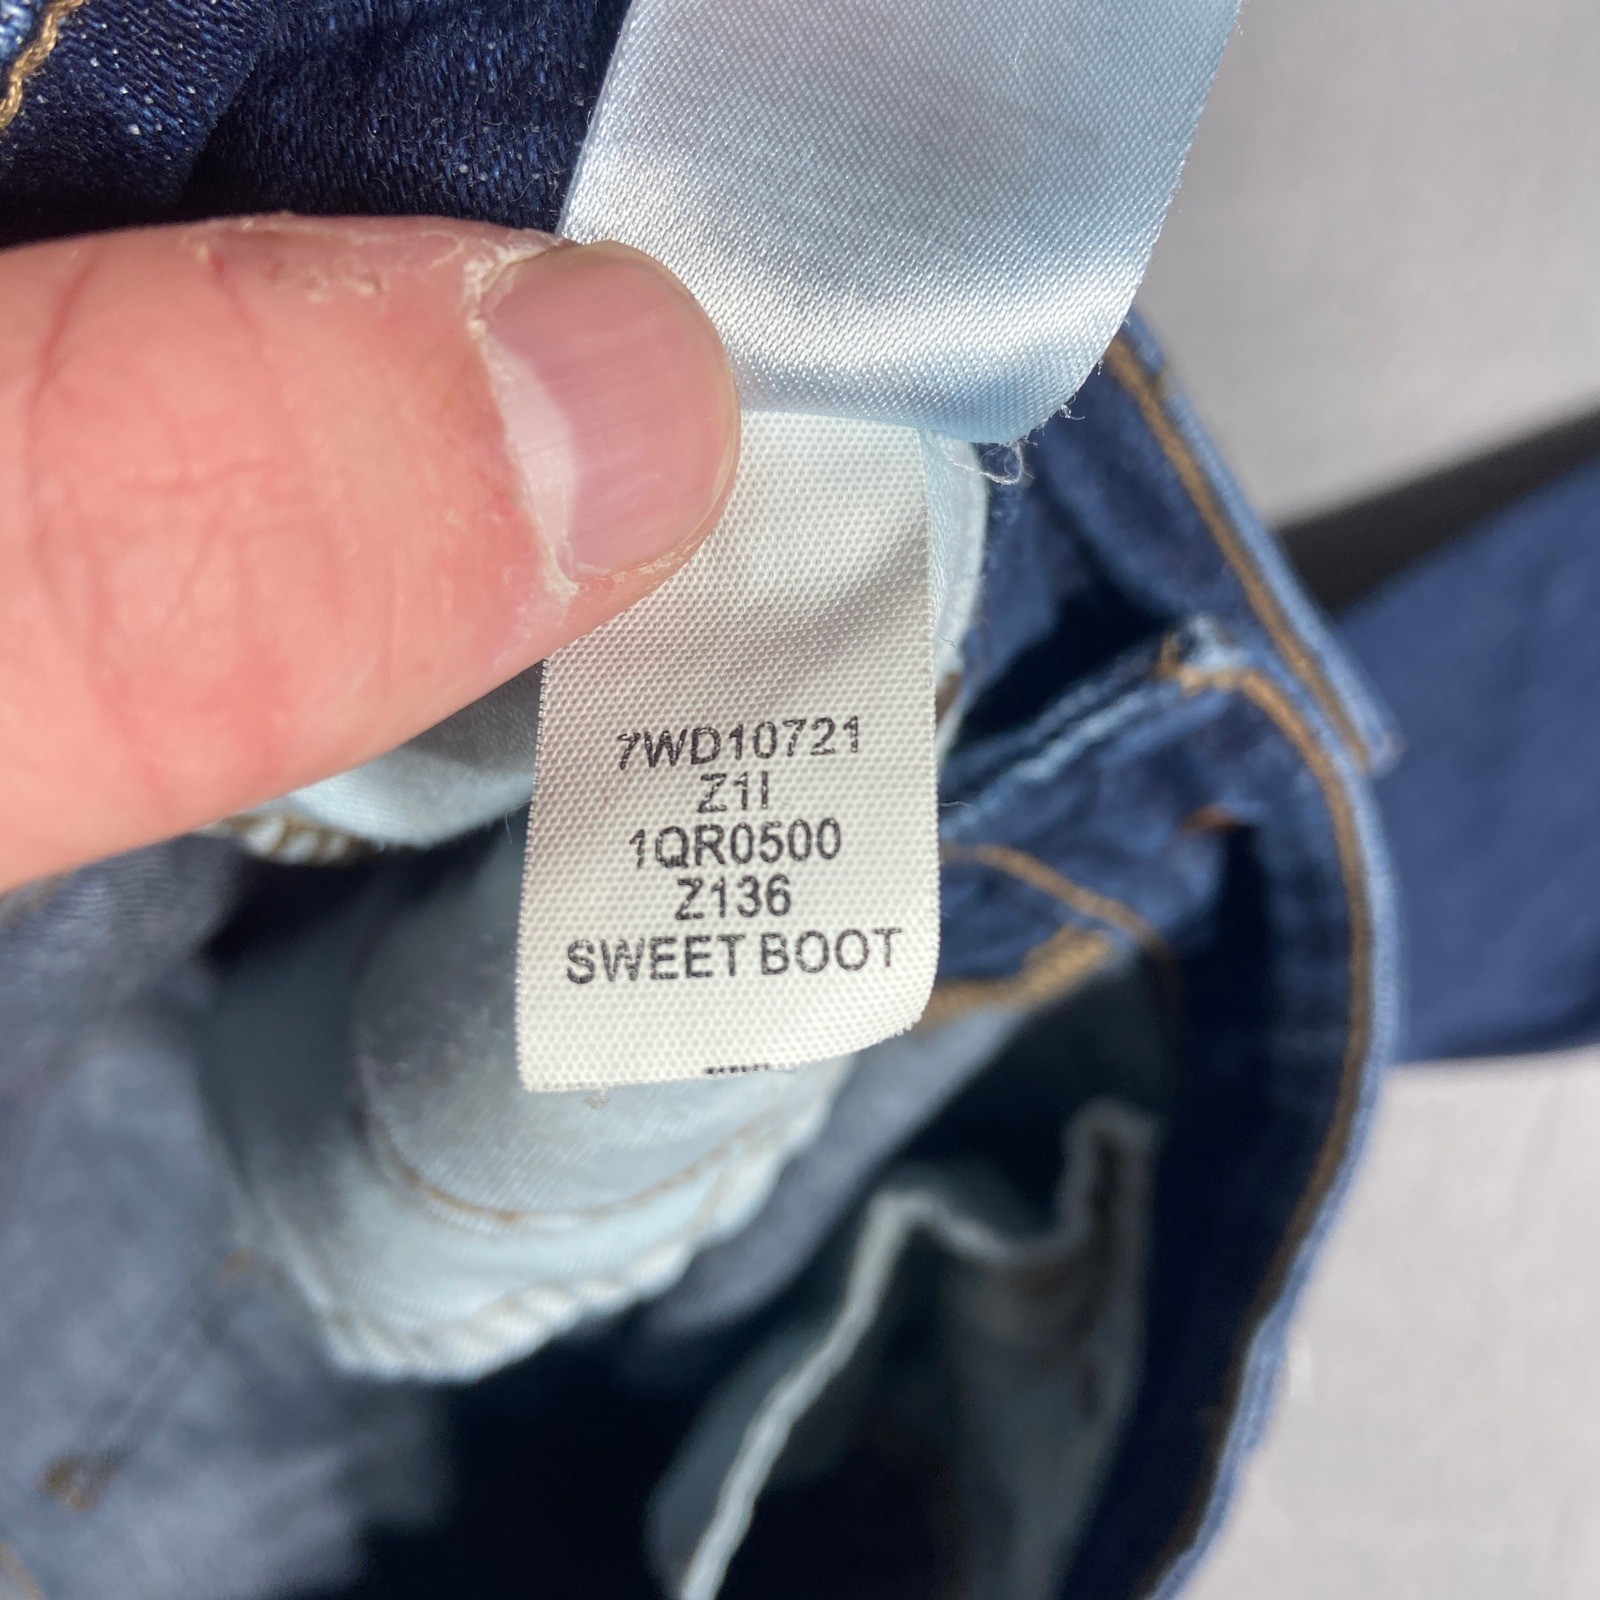 7WD10721
Z1I
1QR0500
Z136
SWEET BOOT